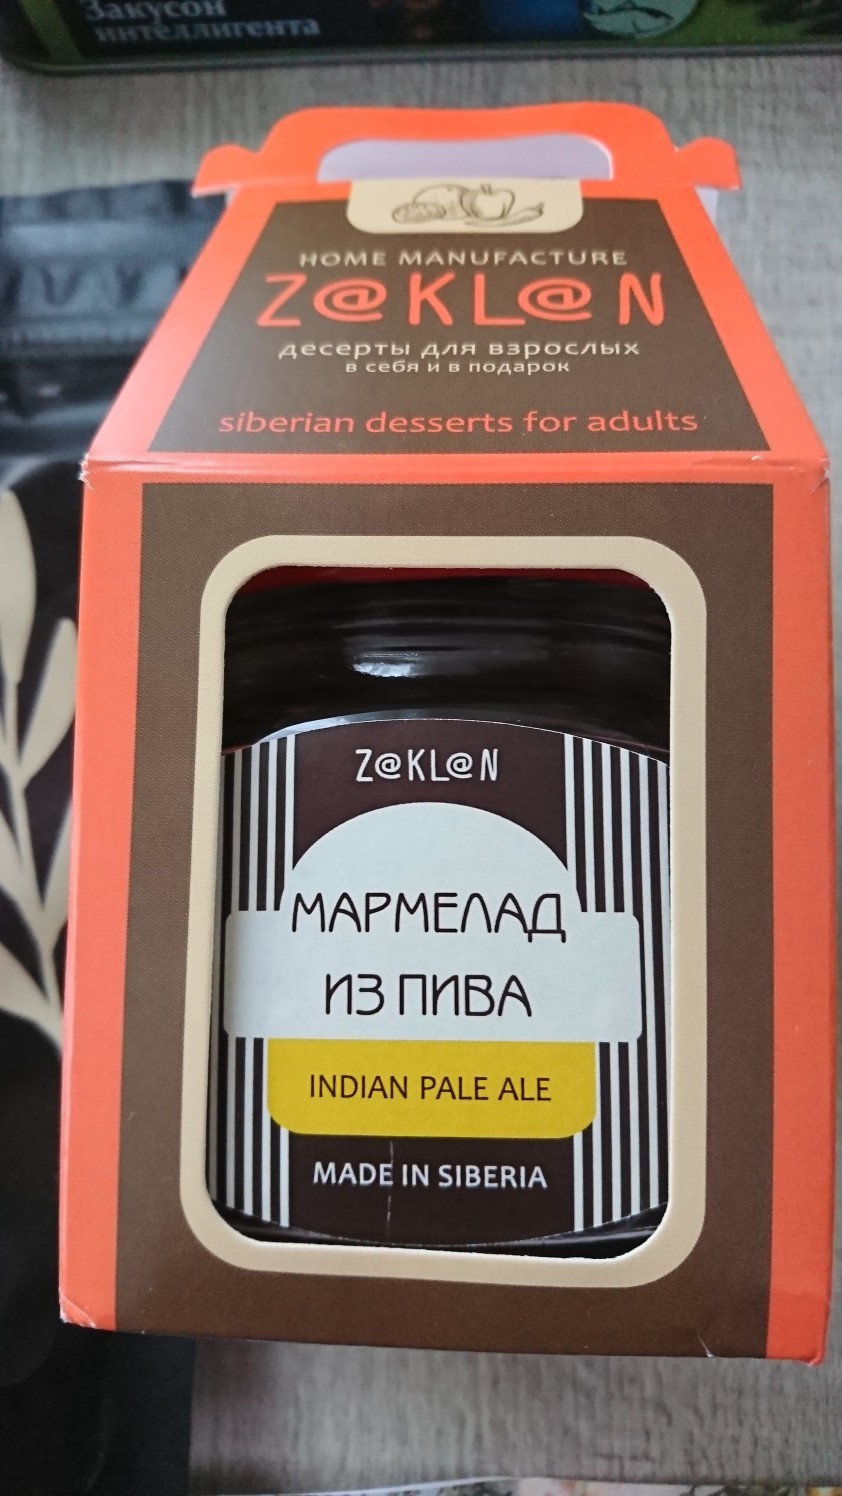 Закусон
интеллигента
HOME MANUFACTURE
Z@KL@N
десерты для взрослых
в себя и в подарок
siberian desserts for adults
Z@KL@N
МАРМЕЛАД
ИЗ ПИВА
INDIAN PALE ALE
MADE IN SIBERIA